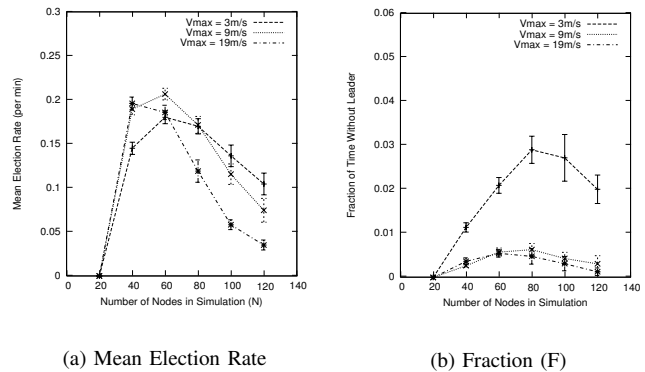 0.3
0.25
0.2
0.15
0.1
0.05
0
0 20 40 60 80 100 120 140
Mean Election Rate (per min)
Number of Nodes in Simulation (N)
Vmax = 3m/s
Vmax = 9m/s
Vmax = 19m/s
(a) Mean Election Rate
0.06
0.05
0.04
0.03
0.02
0.01
0
0 20 40 60 80 100 120 140
Fraction of Time Without Leader
Number of Nodes in Simulation
Vmax = 3m/s
Vmax = 9m/s
Vmax = 19m/s
(b) Fraction (F)